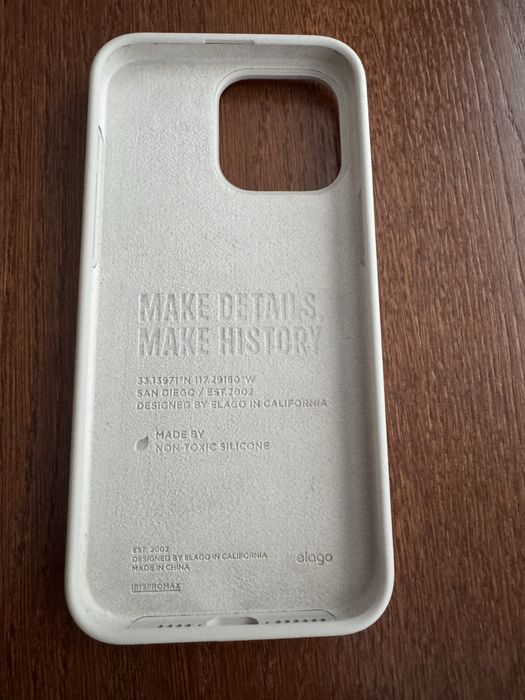 MAKE DETAILS,
MAKE HISTORY
33.13971°N 117.29180°W
SAN DIEGO / EST.2002
DESIGNED BY ELAGO IN CALIFORNIA
MADE BY
NON-TOXIC SILICONE
EST. 2002
DESIGNED BY ELAGO IN CALIFORNIA
MADE IN CHINA
elago
IP15PROMAX